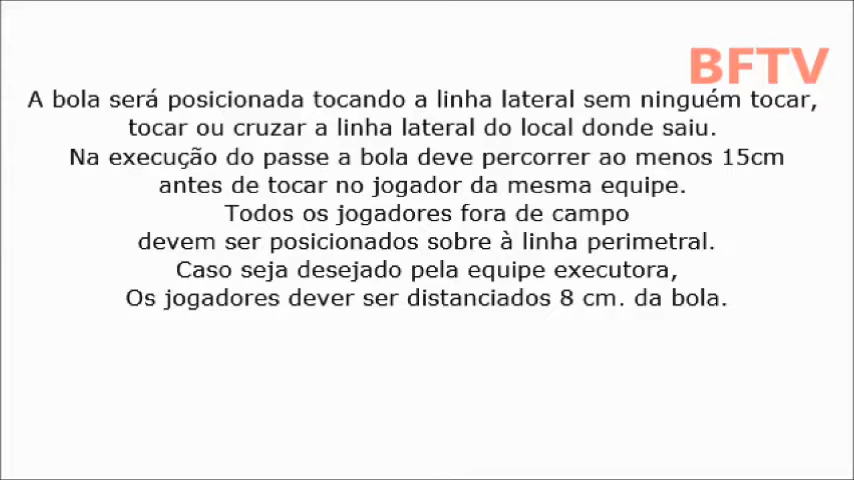 BFTV
A bola será posicionada tocando a linha lateral sem ninguém tocar,
tocar ou cruzar a linha lateral do local donde saiu.
Na execução do passe a bola deve percorrer ao menos 15cm
antes de tocar no jogador da mesma equipe.
Todos os jogadores fora de campo
devem ser posicionados sobre à linha perimetral.
Caso seja desejado pela equipe executora,
Os jogadores dever ser distanciados 8 cm. da bola.